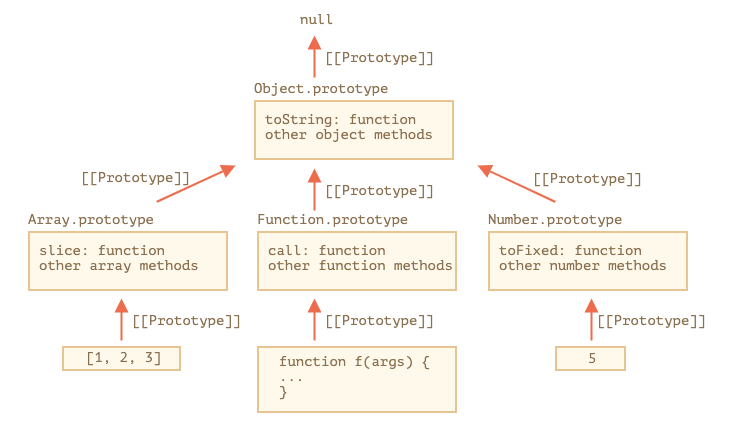 null
[[Prototype]]
Object.prototype
toString: function
other object methods
[[Prototype]]
[[Prototype]]
[[Prototype]]
Array.prototype
slice: function
other array methods
Function.prototype
call: function
other function methods
Number.prototype
toFixed: function
other number methods
[[Prototype]]
[[Prototype]]
[[Prototype]]
[1, 2, 3]
function f(args) {
...
}
5